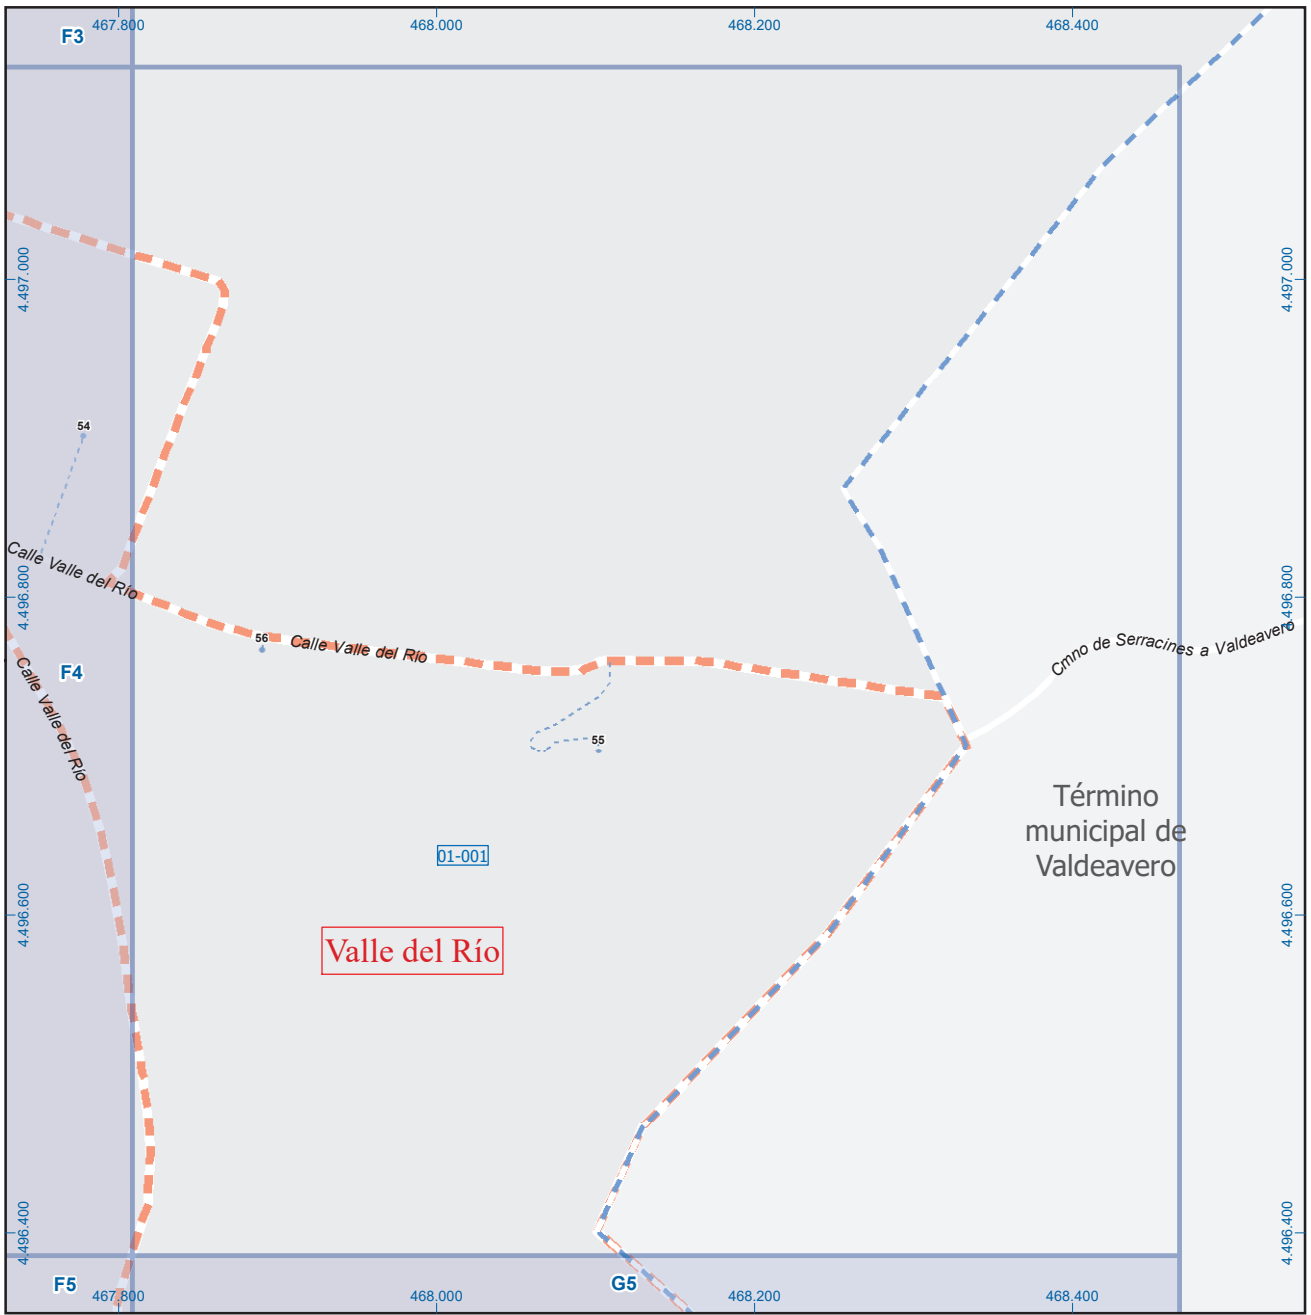 F3
467.800
468.000
468.200
468.400
4.497.000
4.497.000
54
Calle Valle del Río
4.496.800
4.496.800
56
Calle Valle del Río
Cmno de Serracines a Valdeavero
F4
Calle Valle del Río
55
Término
municipal de
Valdeavero
01-001
4.496.600
4.496.600
Valle del Río
4.496.400
4.496.400
F5
G5
467.800
468.000
468.200
468.400